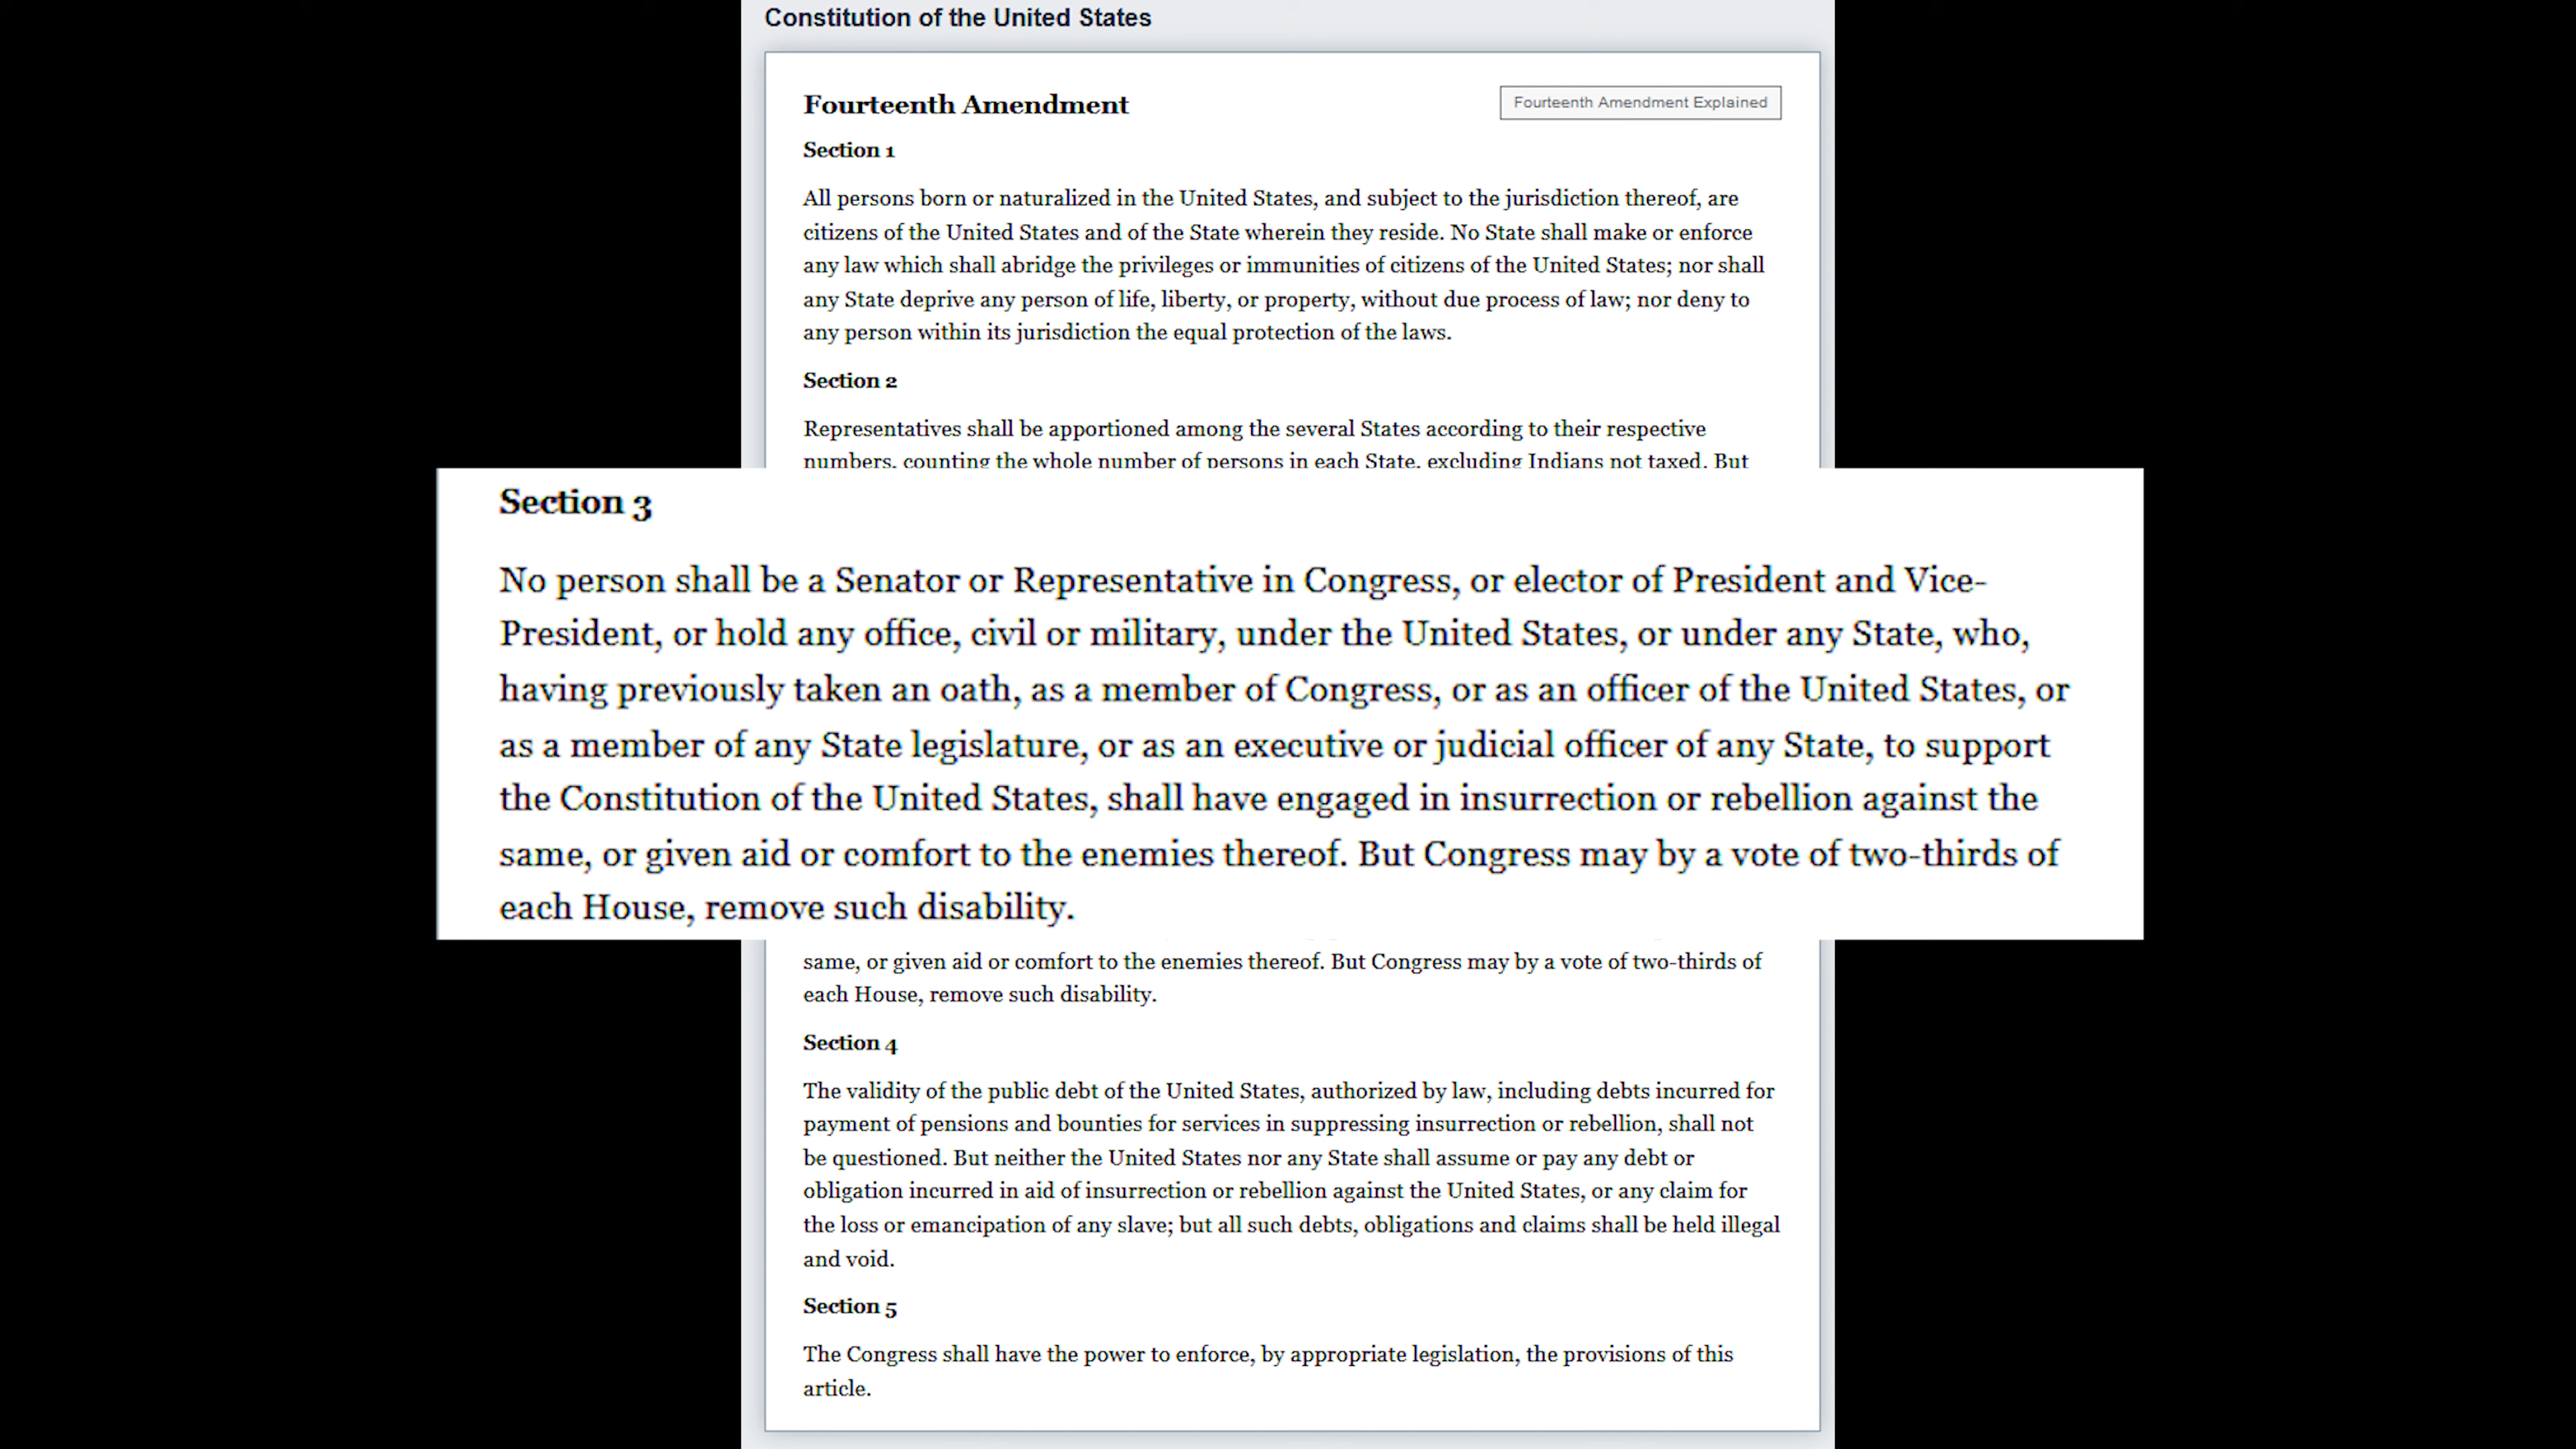 Constitution of the United States
Fourteenth Amendment
Fourteenth Amendment Explained
Section 1
All persons born or naturalized in the United States, and subject to the jurisdiction thereof, are
citizens of the United States and of the State wherein they reside. No State shall make or enforce
any law which shall abridge the privileges or immunities of citizens of the United States; nor shall
any State deprive any person of life, liberty, or property, without due process of law; nor deny to
any person within its jurisdiction the equal protection of the laws.
Section 2
Representatives shall be apportioned among the several States according to their respective
numbers, counting the whole number of persons in each State, excluding Indians not taxed. But
Section 3
No person shall be a Senator or Representative in Congress, or elector of President and Vice-
President, or hold any office, civil or military, under the United States, or under any State, who,
having previously taken an oath, as a member of Congress, or as an officer of the United States, or
as a member of any State legislature, or as an executive or judicial officer of any State, to support
the Constitution of the United States, shall have engaged in insurrection or rebellion against the
same, or given aid or comfort to the enemies thereof. But Congress may by a vote of two-thirds of
each House, remove such disability.
same, or given aid or comfort to the enemies thereof. But Congress may by a vote of two-thirds of
each House, remove such disability.
Section 4
The validity of the public debt of the United States, authorized by law, including debts incurred for
payment of pensions and bounties for services in suppressing insurrection or rebellion, shall not
be questioned. But neither the United States nor any State shall assume or pay any debt or
obligation incurred in aid of insurrection or rebellion against the United States, or any claim for
the loss or emancipation of any slave; but all such debts, obligations and claims shall be held illegal
and void.
Section 5
The Congress shall have the power to enforce, by appropriate legislation, the provisions of this
article.